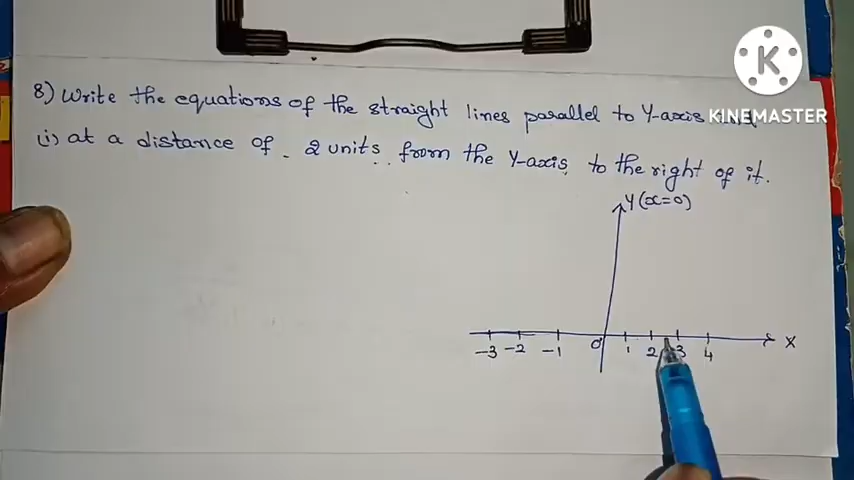 8) Write the equations of the straight lines parallel to Y-axis
(i) at a distance of 2 units from the Y-axis, to the right of it.
Y (x=0)
-3 -2 -1 0 1 2 3 4 X
K
KINEMASTER